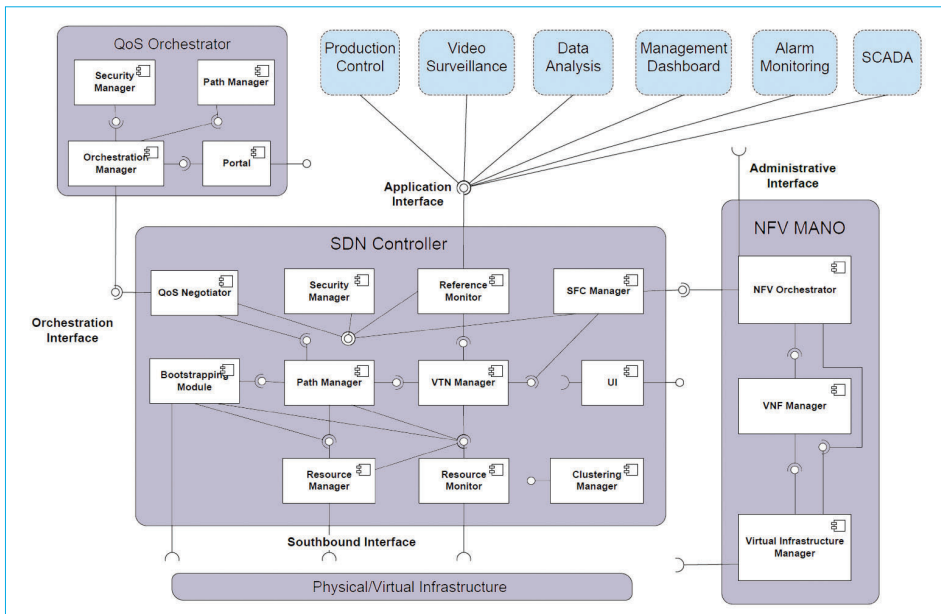 QoS Orchestrator
Security
Manager
Path Manager
Orchestration
Manager
Portal
Production
Control
Video
Surveillance
Data
Analysis
Management
Dashboard
Alarm
Monitoring
SCADA
Application
Interface
Administrative
Interface
Orchestration
Interface
SDN Controller
QoS Negotiator
Security
Manager
Reference
Monitor
SFC Manager
Bootstrapping
Module
Path Manager
VTN Manager
UI
Resource
Manager
Resource
Monitor
Clustering
Manager
Southbound Interface
NFV MANO
NFV Orchestrator
VNF Manager
Virtual Infrastructure
Manager
Physical/Virtual Infrastructure